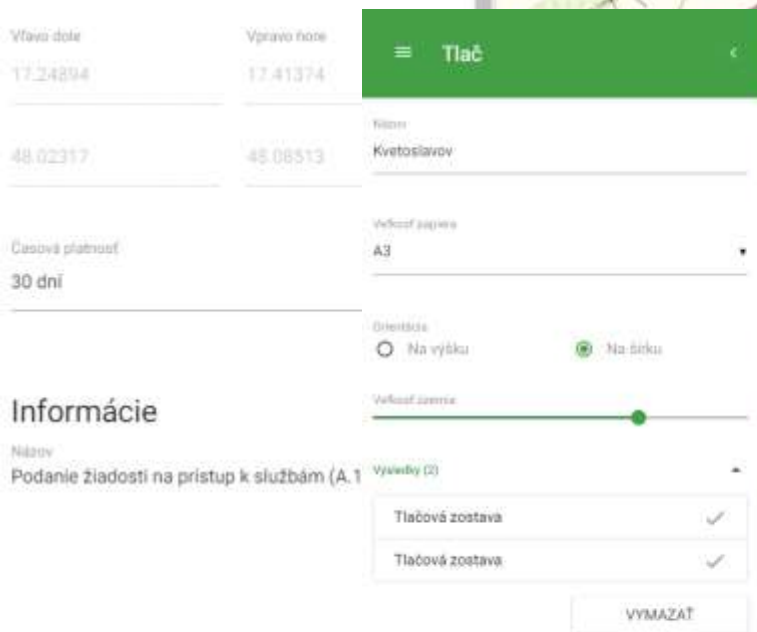 Vľavo dole
Vpravo hore
17.24894
17.41374
48.02317
48.08513
Časová platnosť
30 dní
Informácie
Názov
Podanie žiadosti na prístup k službám (A.1
Tlač
Názov
Kvetoslavov
Veľkosť papiera
A3
Orientácia
Na výšku
Na šírku
Veľkosť územia
Výsledky (2)
Tlačová zostava
Tlačová zostava
VYMAZAŤ